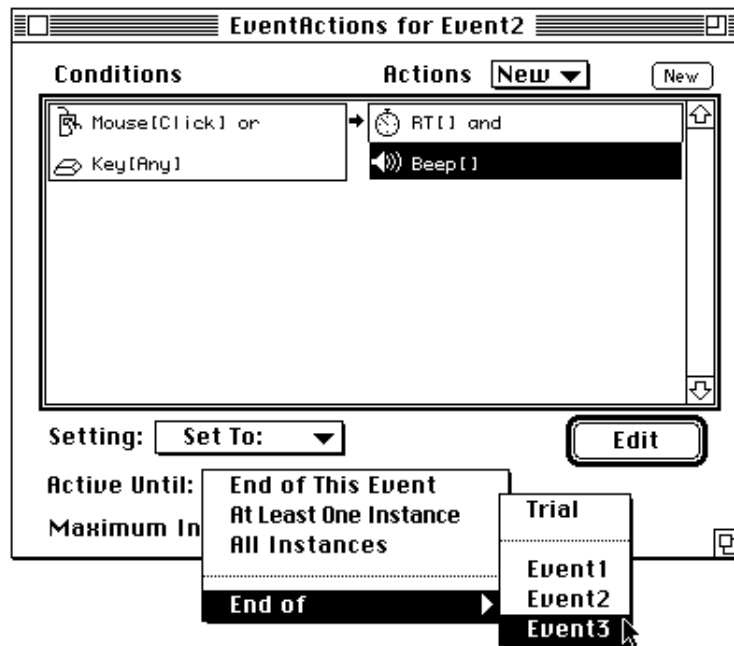 EventActions for Event2
Conditions Actions New New
Mouse[Click] or RT[] and
Key[Any] Beep[]
Setting: Set To: Edit
Active Until: End of This Event
At Least One Instance Trial
Maximum In All Instances
Event1
End of Event2
Event3